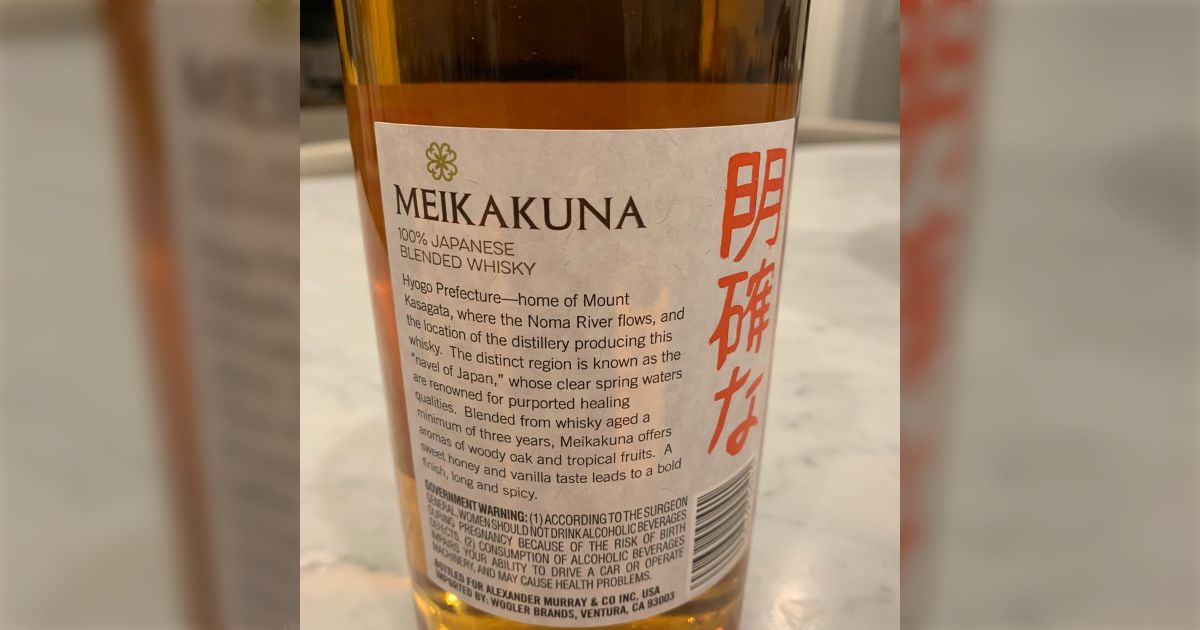 MEIKAKUNA
100% JAPANESE
BLENDED WHISKY
Hyogo Prefecture—home of Mount
Kasagata, where the Noma River flows, and
the location of the distillery producing this
whisky. The distinct region is known as the
"navel of Japan," whose clear spring waters
are renowned for purported healing
qualities. Blended from whisky aged a
minimum of three years, Meikakuna offers
aromas of woody oak and tropical fruits. A
sweet honey and vanilla taste leads to a bold
finish, long and spicy.
GOVERNMENT WARNING: (1) ACCORDING TO THE SURGEON
GENERAL, WOMEN SHOULD NOT DRINK ALCOHOLIC BEVERAGES
DURING PREGNANCY BECAUSE OF THE RISK OF BIRTH
DEFECTS. (2) CONSUMPTION OF ALCOHOLIC BEVERAGES
IMPAIRS YOUR ABILITY TO DRIVE A CAR OR OPERATE
MACHINERY, AND MAY CAUSE HEALTH PROBLEMS.
BOTTLED FOR ALEXANDER MURRAY & CO INC, USA
IMPORTED BY: WOOLER BRANDS, VENTURA, CA 93003
明確な